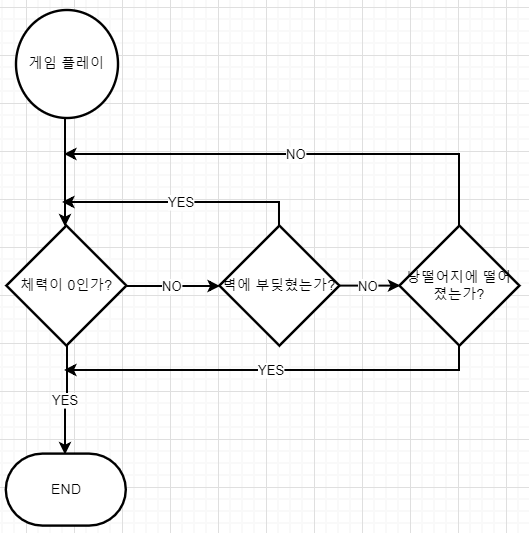 게임 플레이
NO
YES
체력이 0인가?
NO
벽에 부딪혔는가?
NO
낭떨어지에 떨어
졌는가?
YES
YES
END